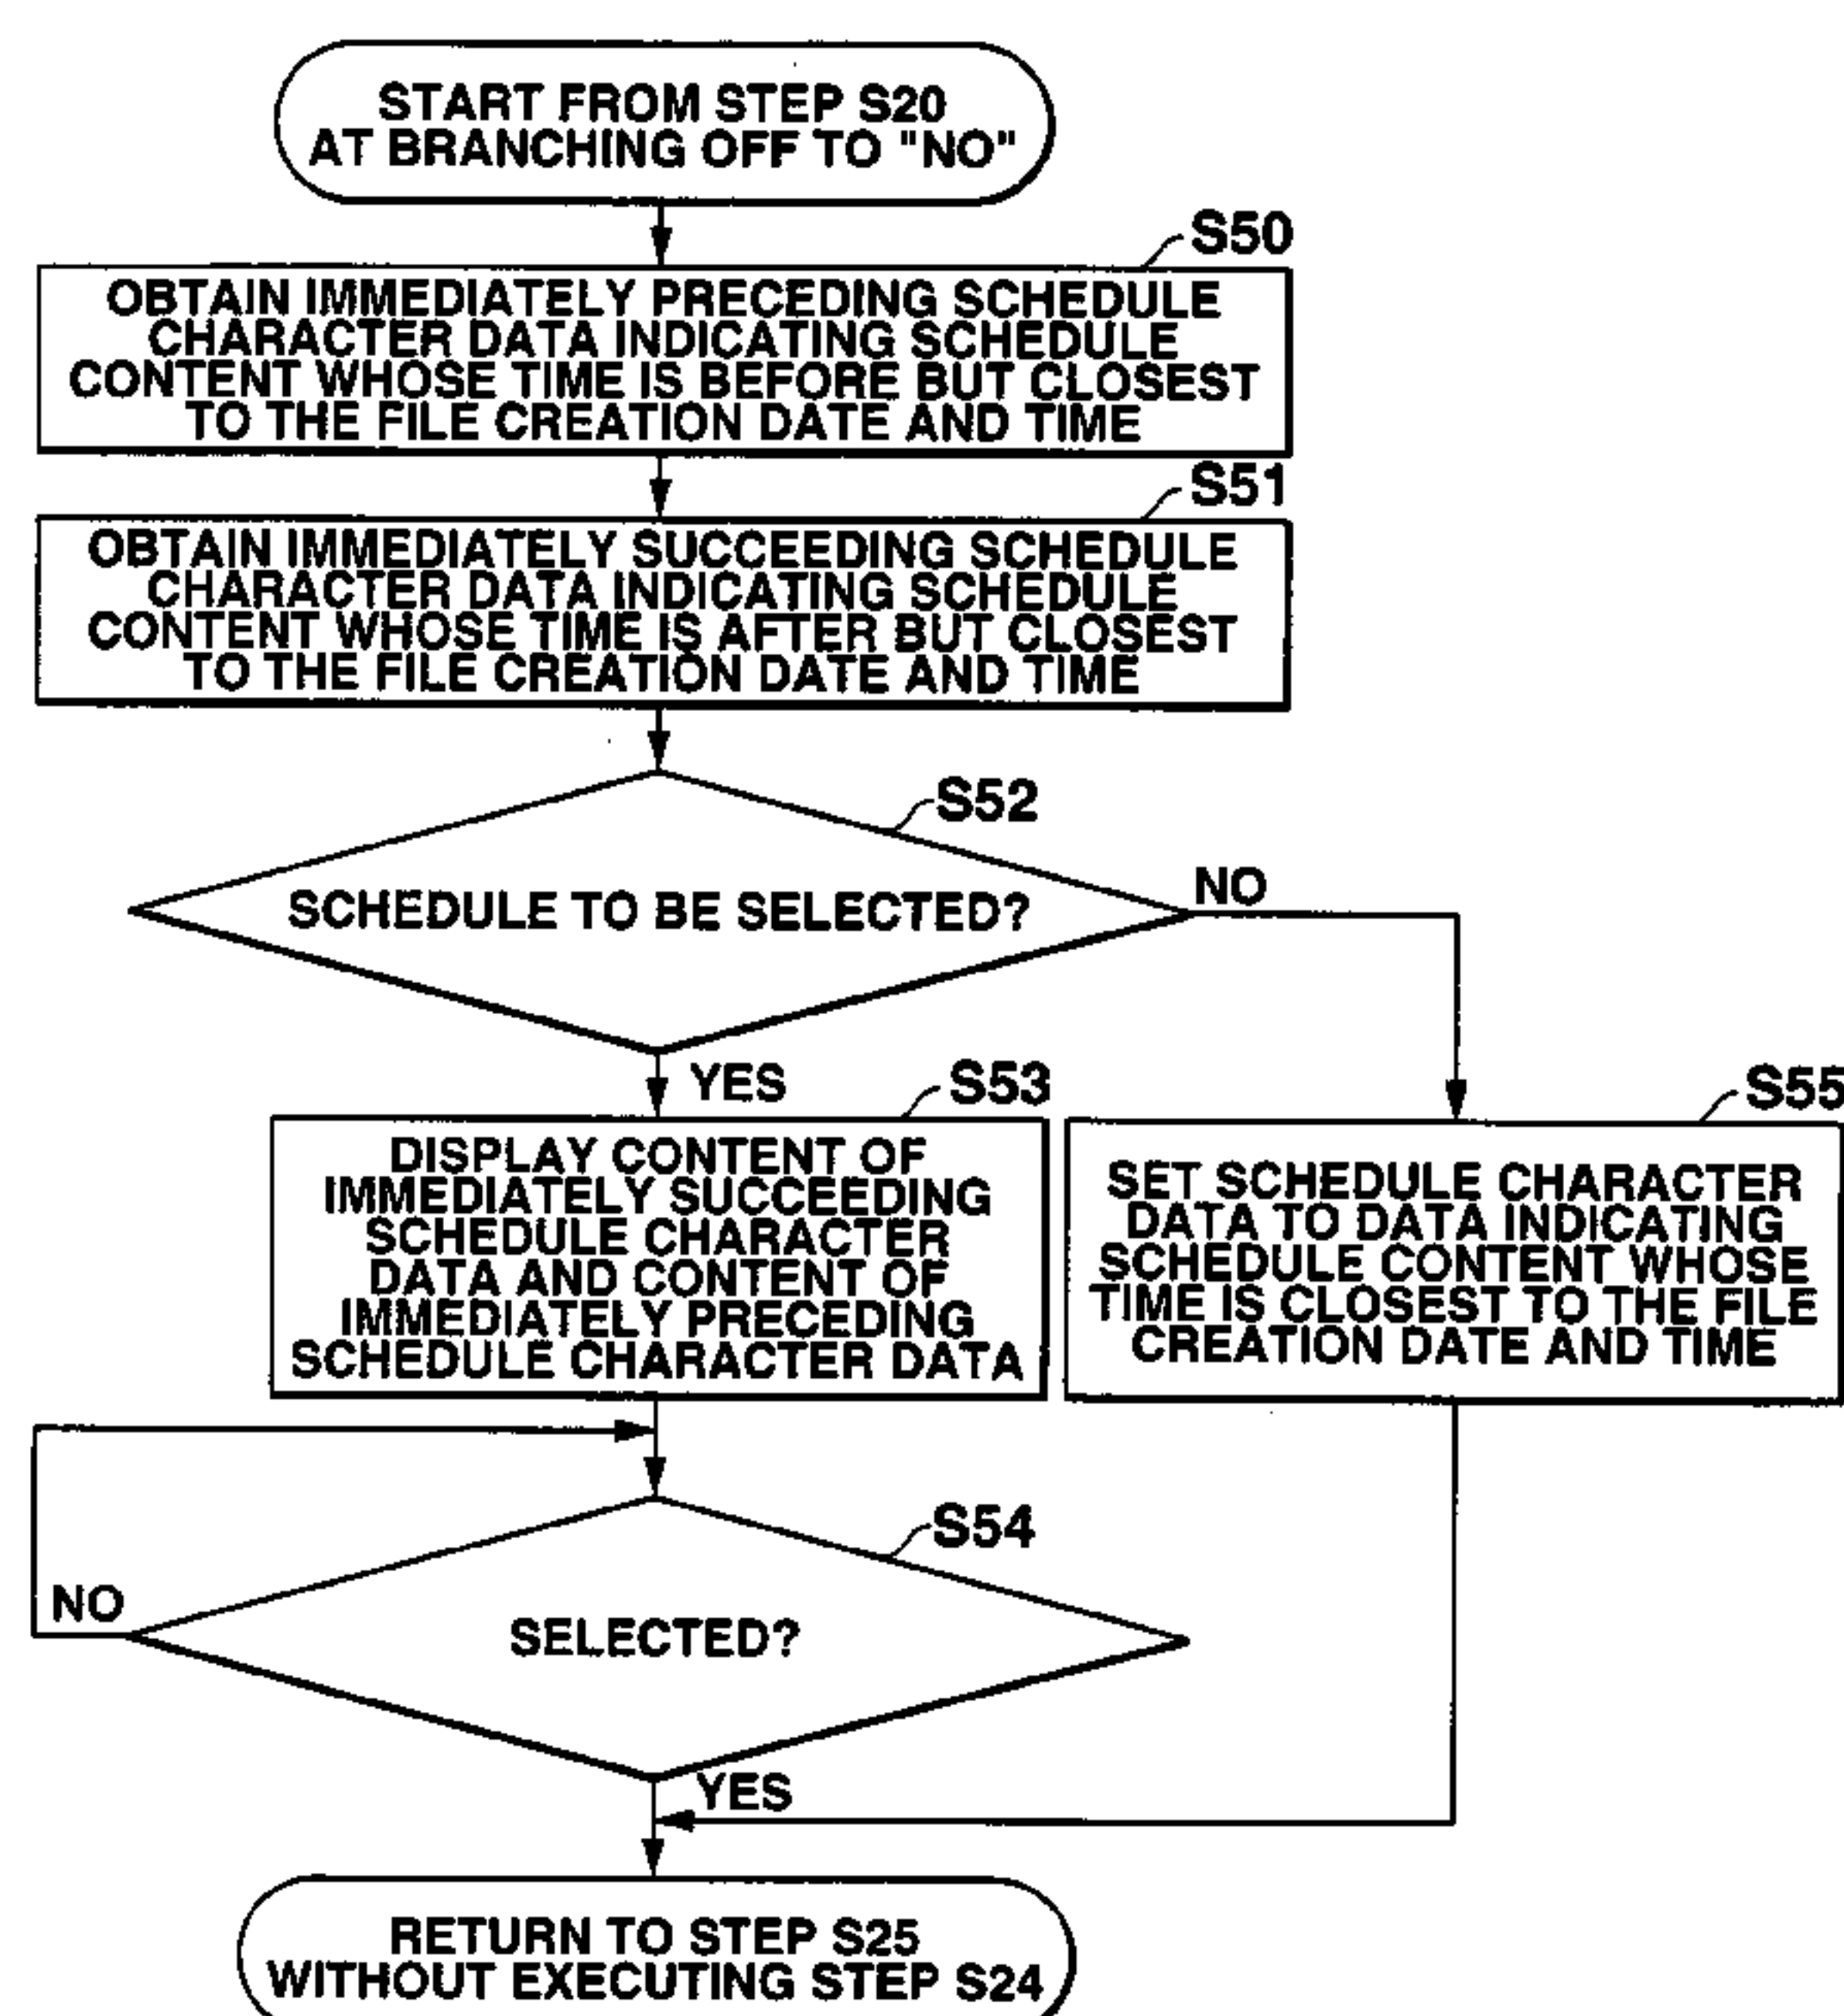 START FROM STEP S20
AT BRANCHING OFF TO "NO"
S50
OBTAIN IMMEDIATELY PRECEDING SCHEDULE
CHARACTER DATA INDICATING SCHEDULE
CONTENT WHOSE TIME IS BEFORE BUT CLOSEST
TO THE FILE CREATION DATE AND TIME
S51
OBTAIN IMMEDIATELY SUCCEEDING SCHEDULE
CHARACTER DATA INDICATING SCHEDULE
CONTENT WHOSE TIME IS AFTER BUT CLOSEST
TO THE FILE CREATION DATE AND TIME
S52
SCHEDULE TO BE SELECTED?
NO
YES
S53
DISPLAY CONTENT OF
IMMEDIATELY SUCCEEDING
SCHEDULE CHARACTER
DATA AND CONTENT OF
IMMEDIATELY PRECEDING
SCHEDULE CHARACTER DATA
S55
SET SCHEDULE CHARACTER
DATA TO DATA INDICATING
SCHEDULE CONTENT WHOSE
TIME IS CLOSEST TO THE FILE
CREATION DATE AND TIME
S54
NO
SELECTED?
YES
RETURN TO STEP S25
WITHOUT EXECUTING STEP S24